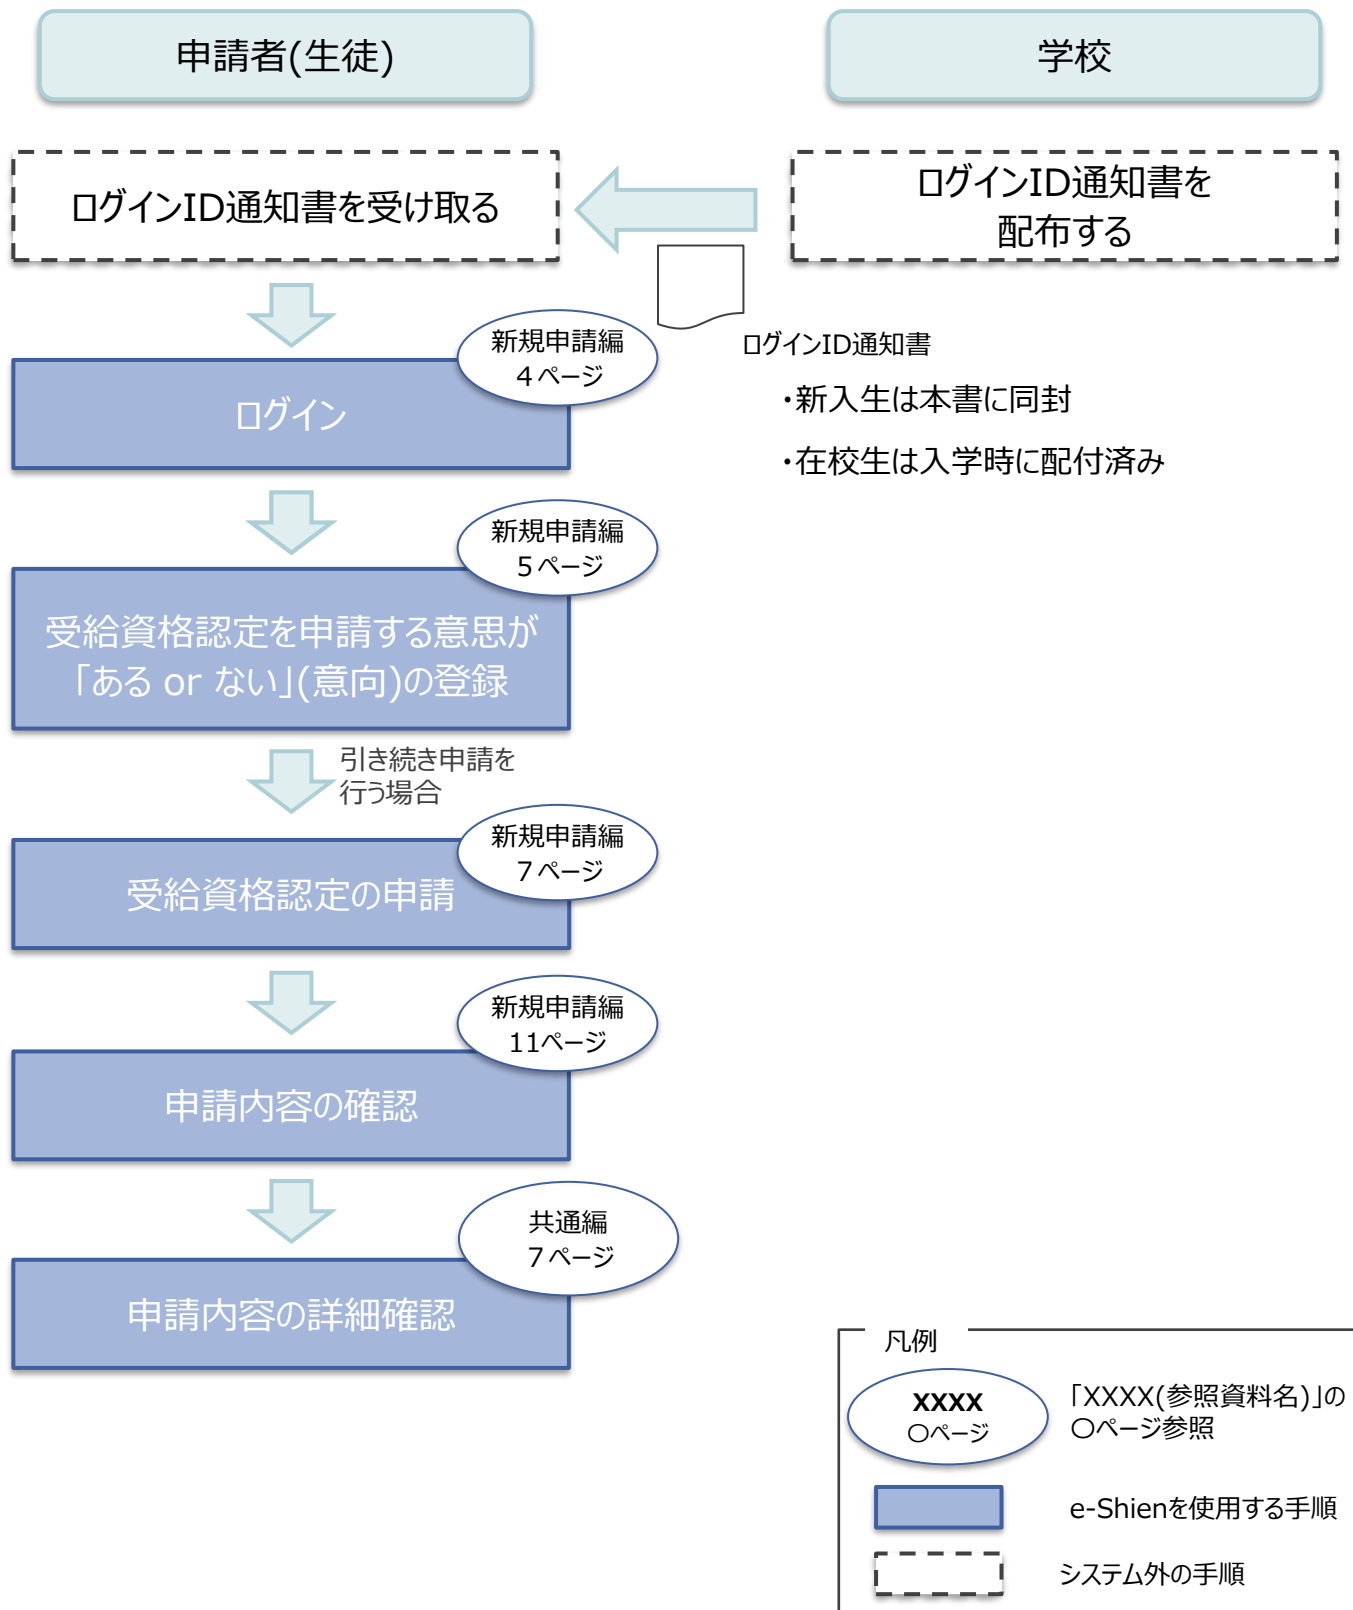 申請者(生徒)
学校
ログインID通知書を受け取る
ログインID通知書を
配布する
ログインID通知書
・新入生は本書に同封
・在校生は入学時に配付済み
新規申請編
4ページ
ログイン
新規申請編
5ページ
受給資格認定を申請する意思が
「ある or ない」(意向)の登録
引き続き申請を
行う場合
新規申請編
7ページ
受給資格認定の申請
新規申請編
11ページ
申請内容の確認
共通編
7ページ
申請内容の詳細確認
凡例
XXXX
〇ページ
「XXXX(参照資料名)」の
〇ページ参照
e-Shienを使用する手順
システム外の手順